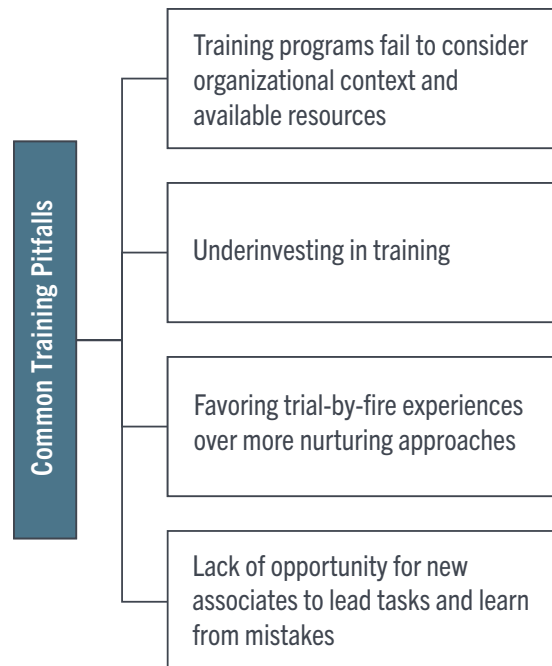 Common Training Pitfalls
Training programs fail to consider
organizational context and
available resources
Underinvesting in training
Favoring trial-by-fire experiences
over more nurturing approaches
Lack of opportunity for new
associates to lead tasks and learn
from mistakes